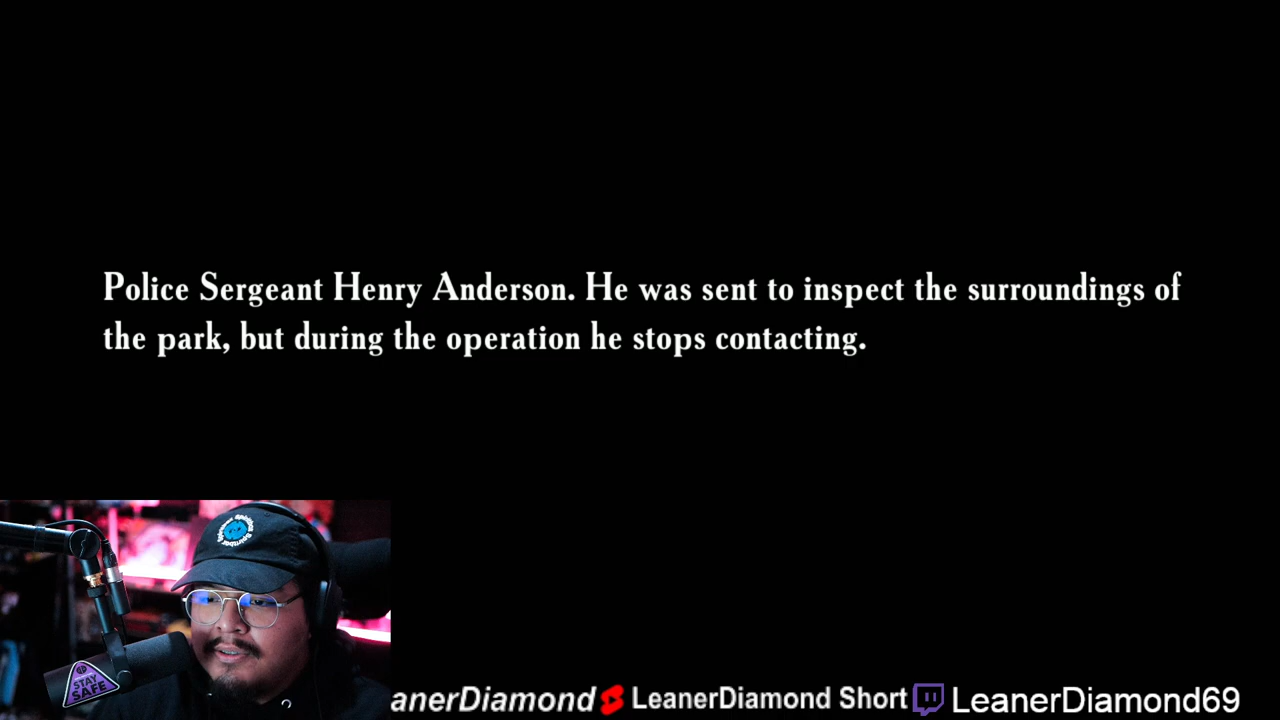 Police Sergeant Henry Anderson. He was sent to inspect the surroundings of
the park, but during the operation he stops contacting.
STAY
SAFE
anerDiamond LeanerDiamond Short LeanerDiamond69